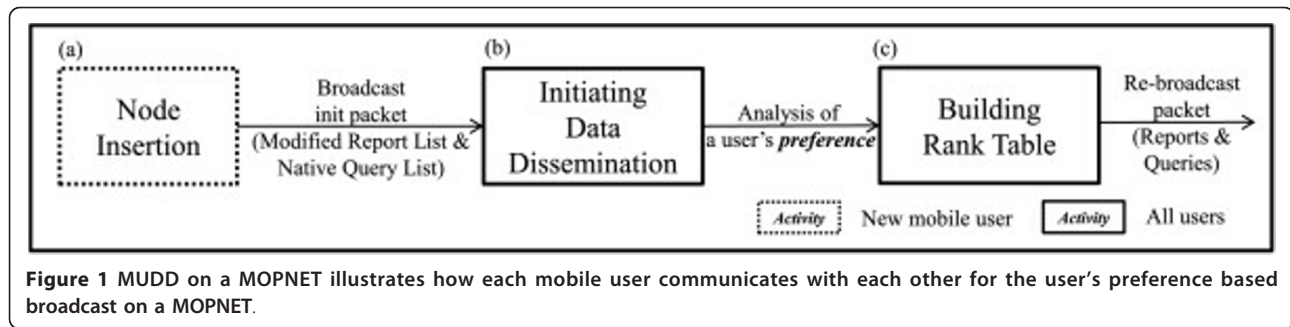 (a)
Node
Insertion
Broadcast
init packet
(Modified Report List &
Native Query List)
(b)
Initiating
Data
Dissemination
Analysis of
a user's preference
(c)
Building
Rank Table
Re-broadcast
packet
(Reports &
Queries)
Activity New mobile user Activity All users
Figure 1 MUDD on a MOPNET illustrates how each mobile user communicates with each other for the user's preference based
broadcast on a MOPNET.